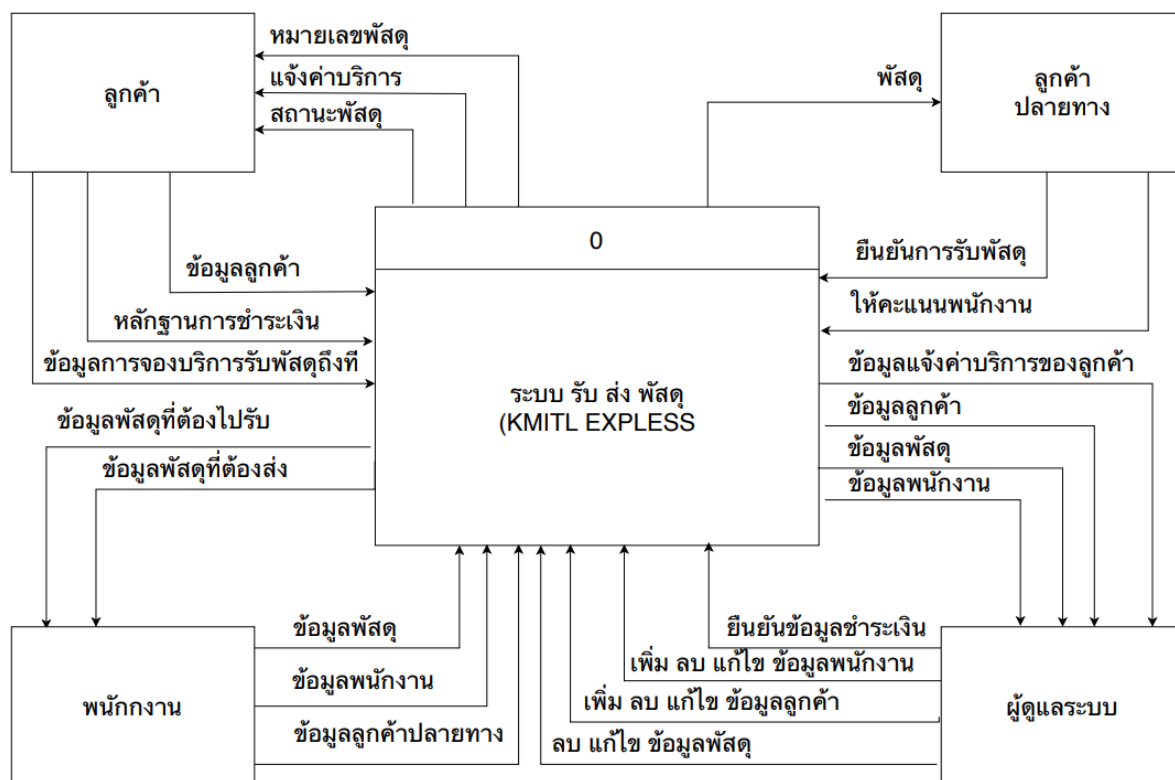 หมายเลขพัสดุ
แจ้งค่าบริการ
สถานะพัสดุ
ลูกค้า
พัสดุ
ลูกค้า
ปลายทาง
0
ข้อมูลลูกค้า
หลักฐานการชำระเงิน
ข้อมูลการจองบริการรับพัสดุถึงที
ยืนยันการรับพัสดุ
ให้คะแนนพนักงาน
ระบบ รับ ส่ง พัสดุ
(KMITL EXPLESS
ข้อมูลแจ้งค่าบริการของลูกค้า
ข้อมูลลูกค้า
ข้อมูลพัสดุ
ข้อมูลพนักงาน
ข้อมูลพัสดุที่ต้องไปรับ
ข้อมูลพัสดุที่ต้องส่ง
พนักกงาน
ข้อมูลพัสดุ
ข้อมูลพนักงาน
ข้อมูลลูกค้าปลายทาง
ยืนยันข้อมูลชำระเงิน
เพิ่ม ลบ แก้ไข ข้อมูลพนักงาน
เพิ่ม ลบ แก้ไข ข้อมูลลูกค้า
ลบ แก้ไข ข้อมูลพัสดุ
ผู้ดูแลระบบ